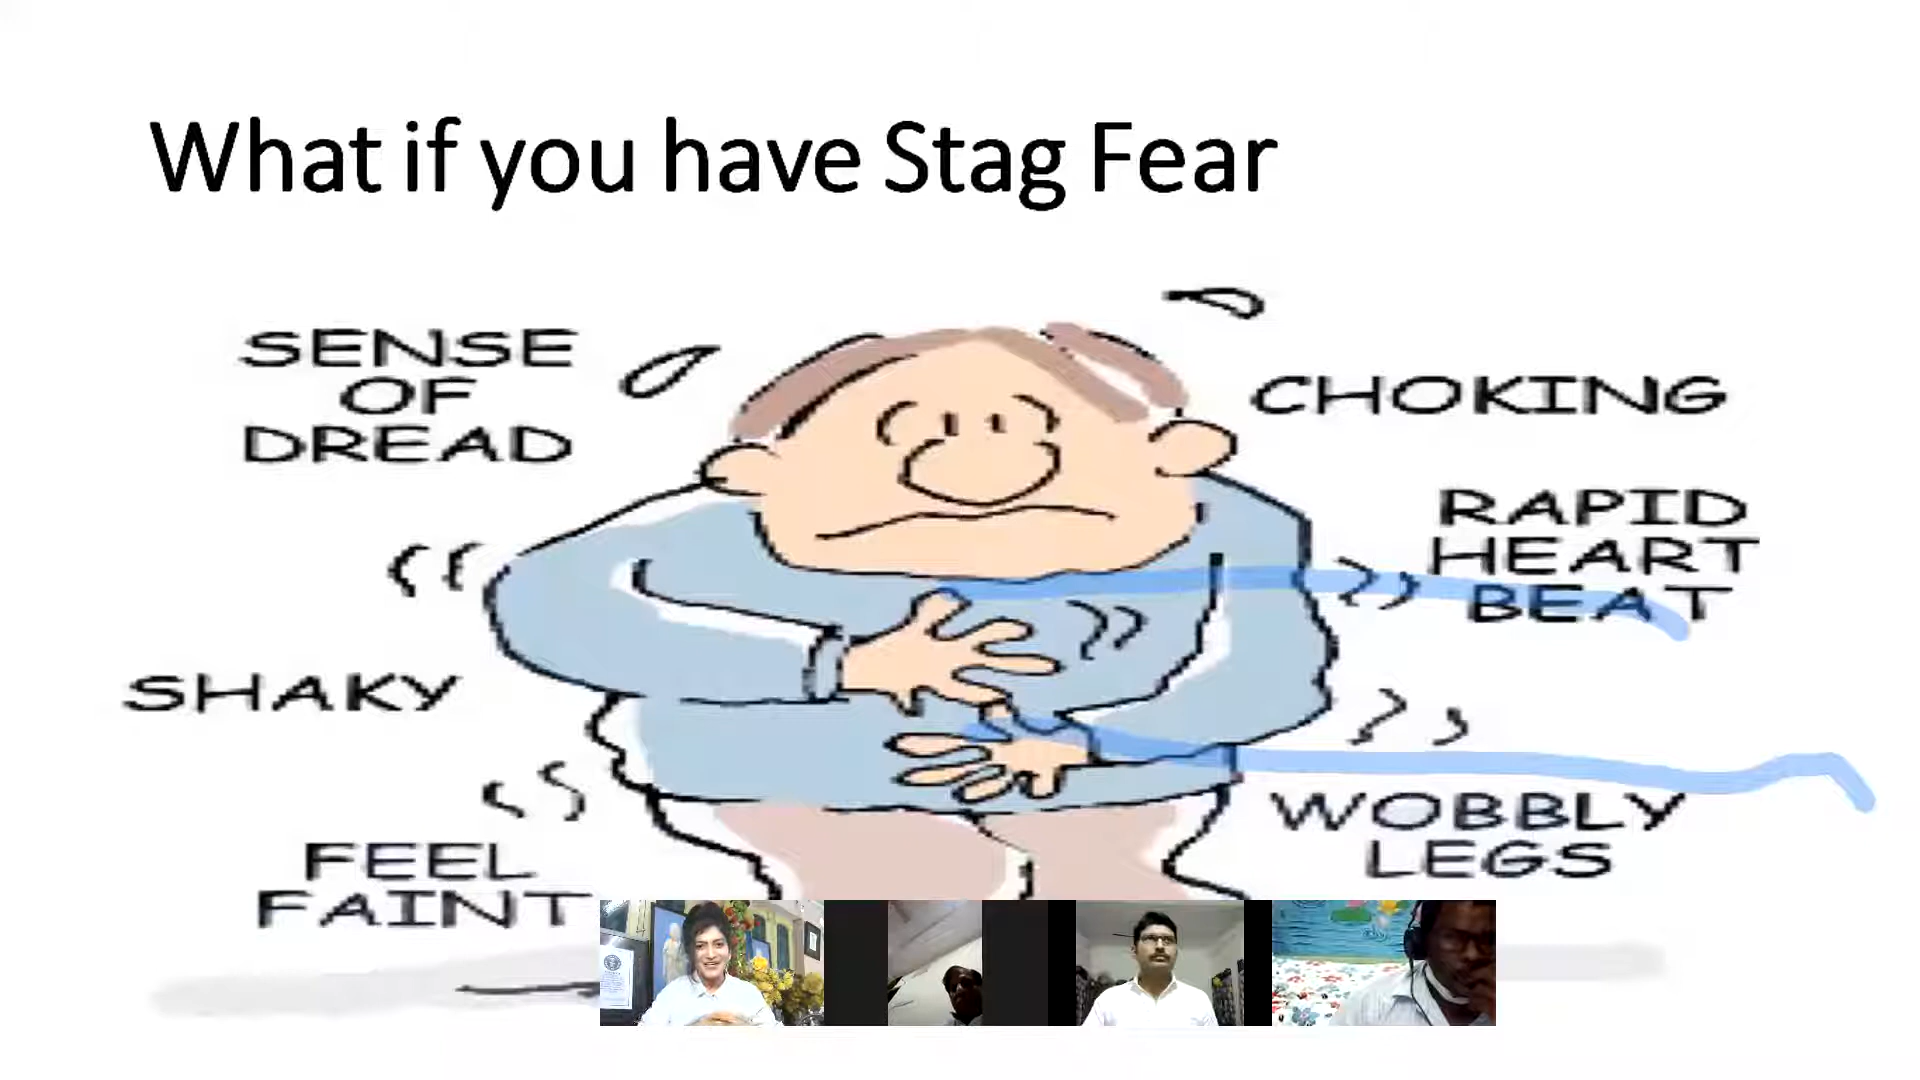 What if you have Stag Fear
SENSE
OF
DREAD
CHOKING
RAPID
HEART
BEAT
SHAKY
WOBBLY
LEGS
FEEL
FAINT